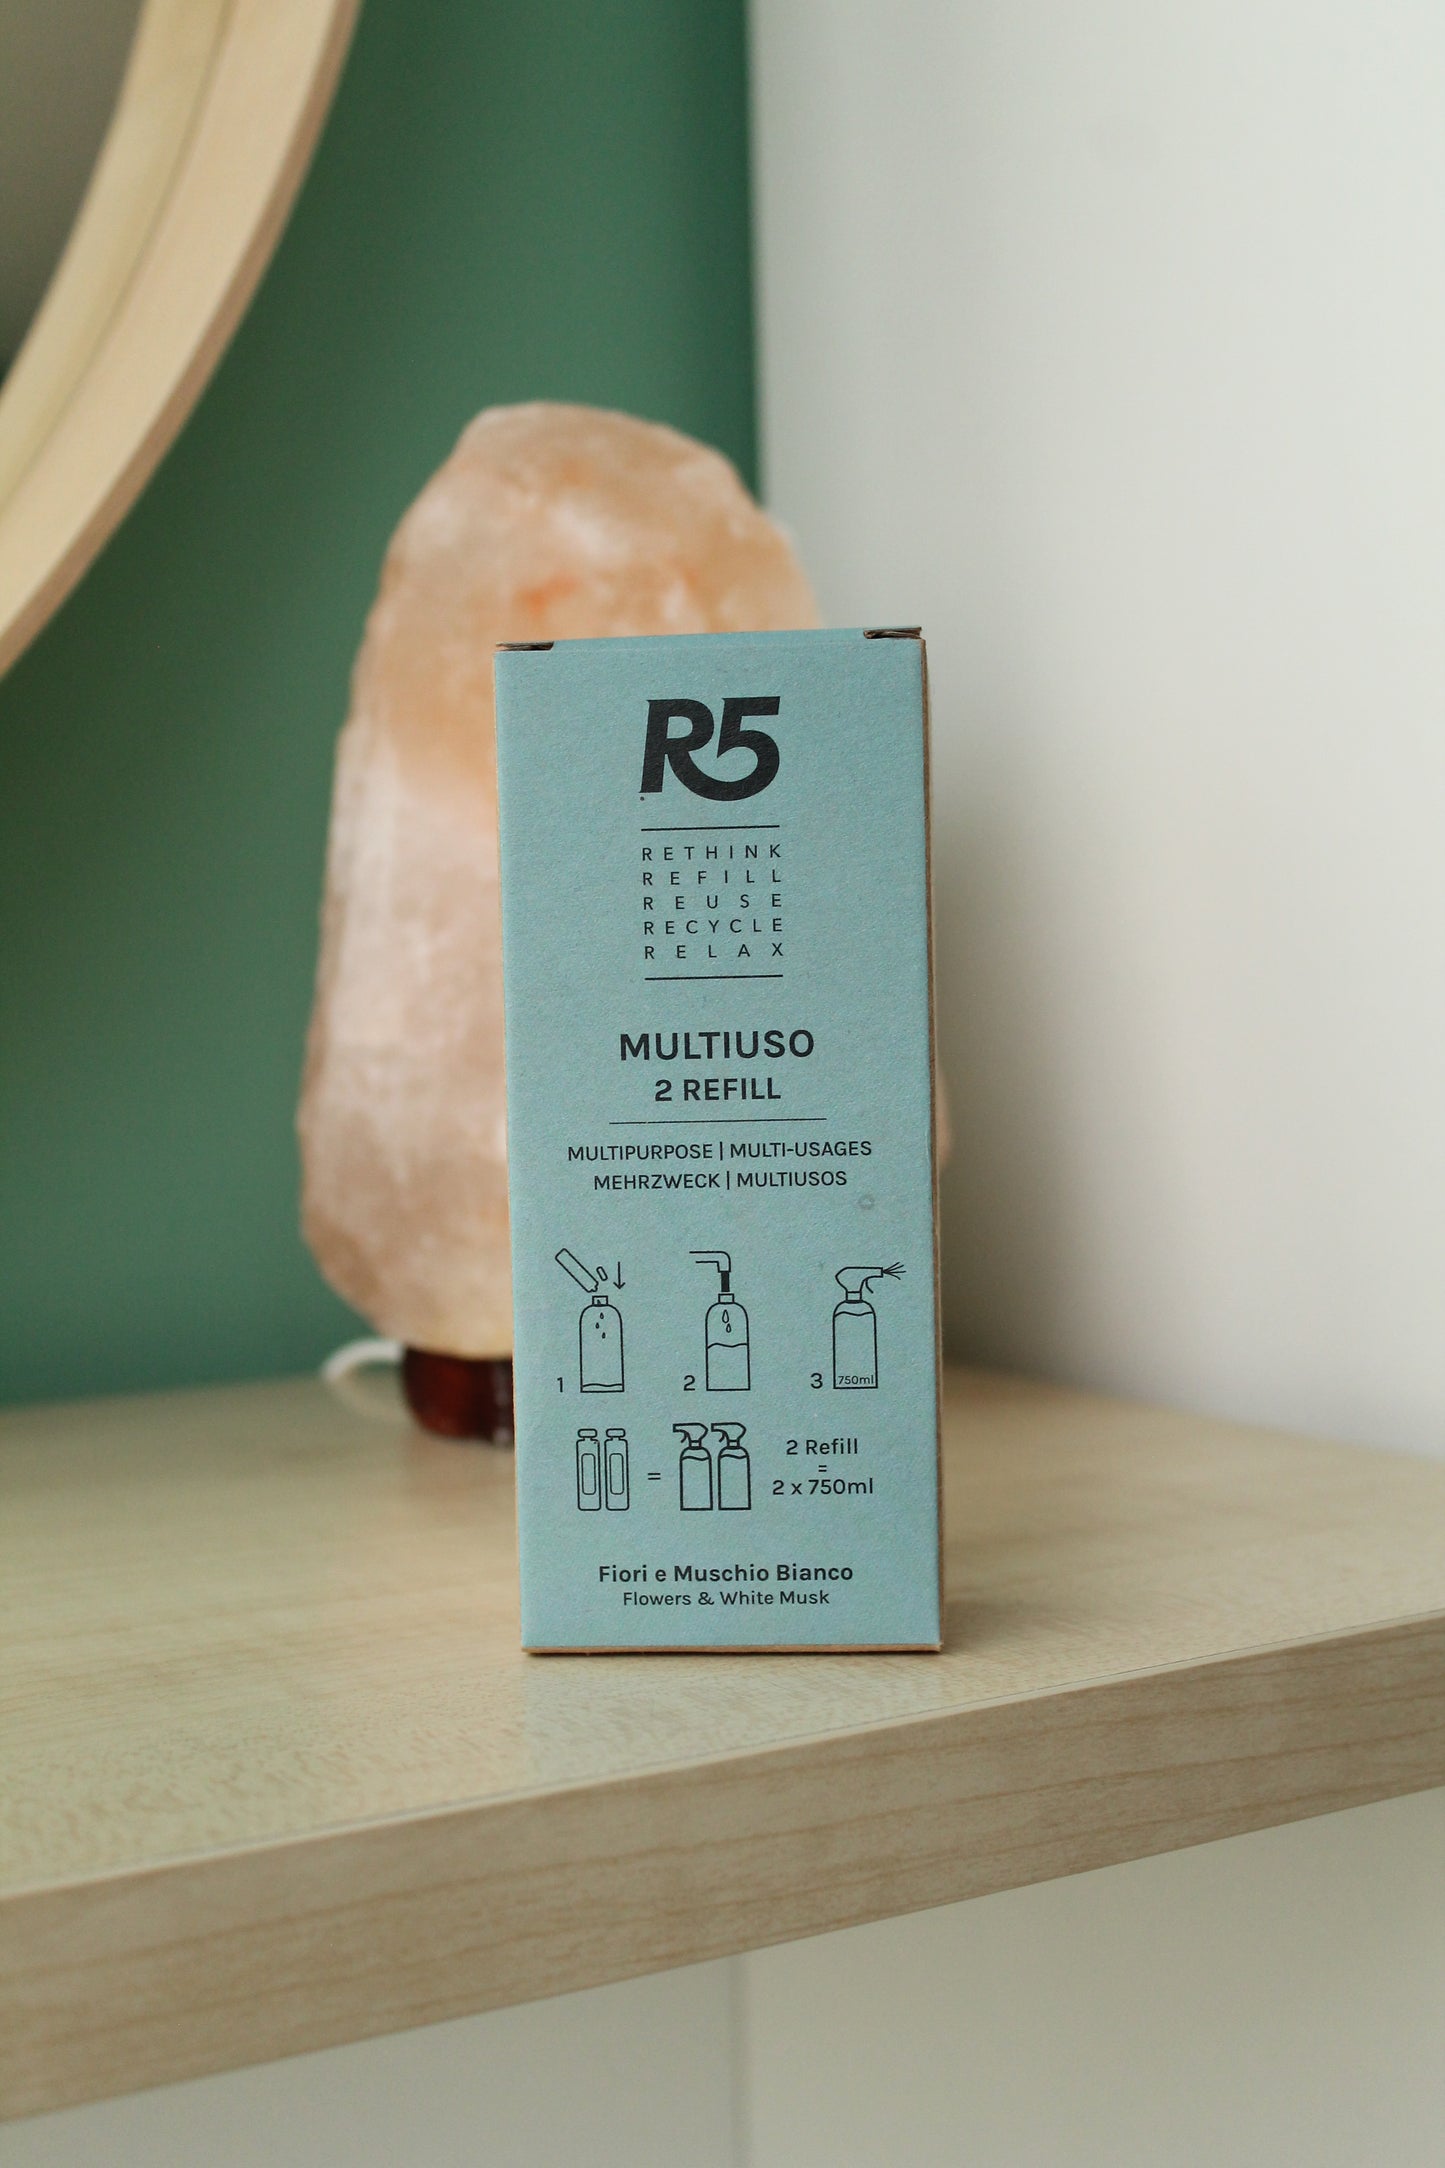 R5
RETHINK
REFILL
REUSE
RECYCLE
RELAX
MULTIUSO
2 REFILL
MULTIPURPOSE | MULTI-USAGES
MEHRZWECK | MULTIUSOS
1 2 3 750ml
= 2 Refill
=
2 x 750ml
Fiori e Muschio Bianco
Flowers & White Musk